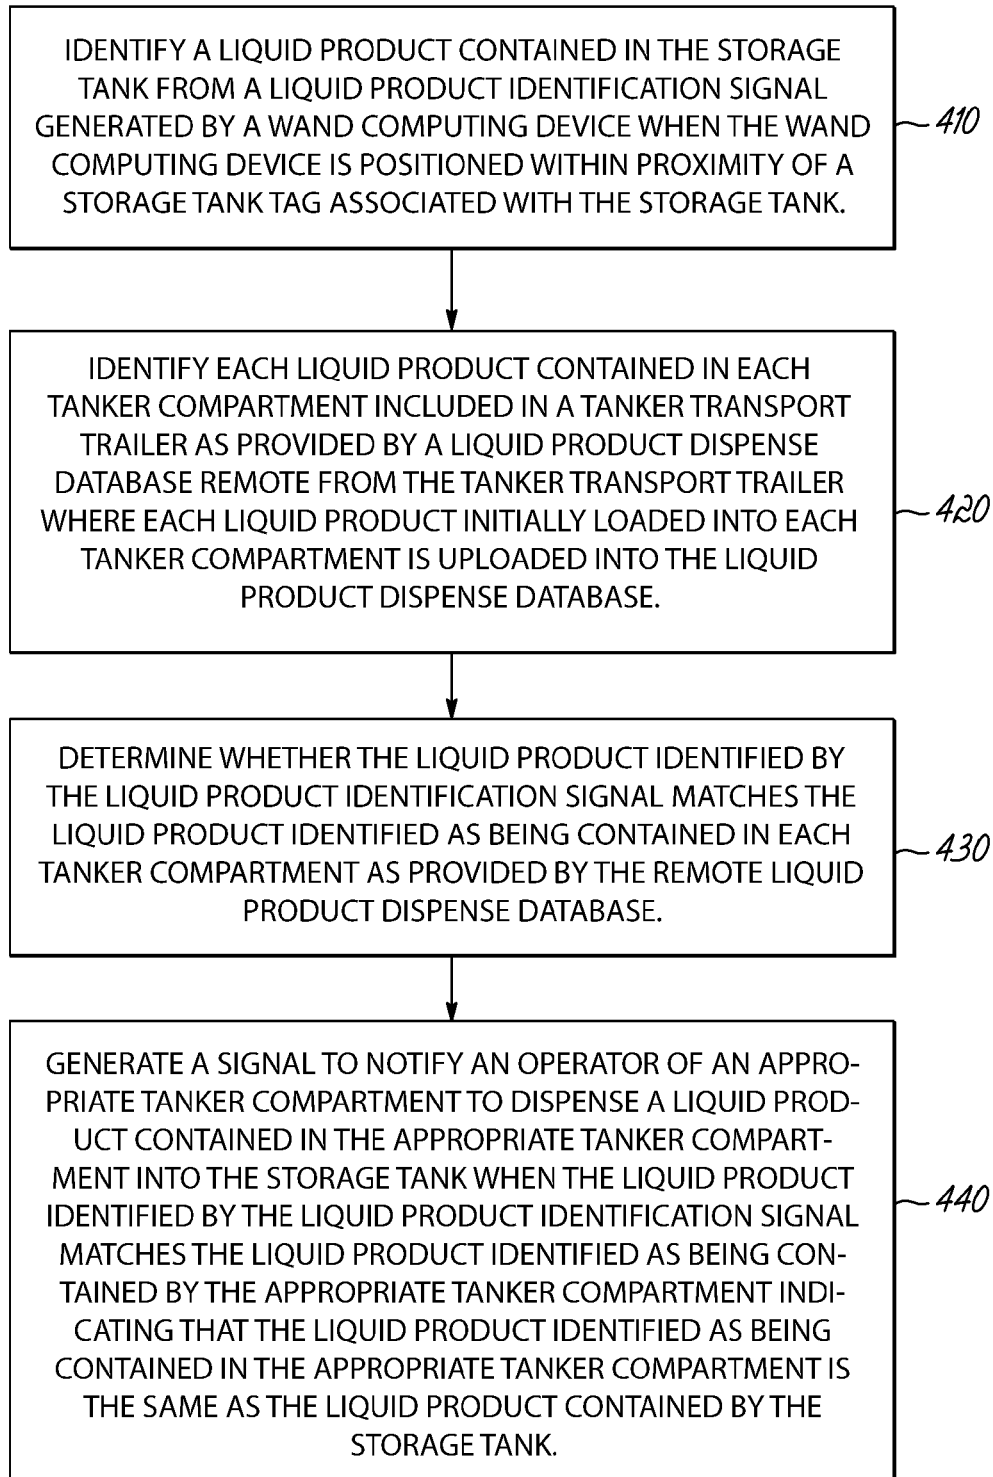 IDENTIFY A LIQUID PRODUCT CONTAINED IN THE STORAGE
TANK FROM A LIQUID PRODUCT IDENTIFICATION SIGNAL
GENERATED BY A WAND COMPUTING DEVICE WHEN THE WAND
COMPUTING DEVICE IS POSITIONED WITHIN PROXIMITY OF A
STORAGE TANK TAG ASSOCIATED WITH THE STORAGE TANK.
410
IDENTIFY EACH LIQUID PRODUCT CONTAINED IN EACH
TANKER COMPARTMENT INCLUDED IN A TANKER TRANSPORT
TRAILER AS PROVIDED BY A LIQUID PRODUCT DISPENSE
DATABASE REMOTE FROM THE TANKER TRANSPORT TRAILER
WHERE EACH LIQUID PRODUCT INITIALLY LOADED INTO EACH
TANKER COMPARTMENT IS UPLOADED INTO THE LIQUID
PRODUCT DISPENSE DATABASE.
420
DETERMINE WHETHER THE LIQUID PRODUCT IDENTIFIED BY
THE LIQUID PRODUCT IDENTIFICATION SIGNAL MATCHES THE
LIQUID PRODUCT IDENTIFIED AS BEING CONTAINED IN EACH
TANKER COMPARTMENT AS PROVIDED BY THE REMOTE LIQUID
PRODUCT DISPENSE DATABASE.
430
GENERATE A SIGNAL TO NOTIFY AN OPERATOR OF AN APPRO-
PRIATE TANKER COMPARTMENT TO DISPENSE A LIQUID PROD-
UCT CONTAINED IN THE APPROPRIATE TANKER COMPART-
MENT INTO THE STORAGE TANK WHEN THE LIQUID PRODUCT
IDENTIFIED BY THE LIQUID PRODUCT IDENTIFICATION SIGNAL
MATCHES THE LIQUID PRODUCT IDENTIFIED AS BEING CON-
TAINED BY THE APPROPRIATE TANKER COMPARTMENT INDI-
CATING THAT THE LIQUID PRODUCT IDENTIFIED AS BEING
CONTAINED IN THE APPROPRIATE TANKER COMPARTMENT IS
THE SAME AS THE LIQUID PRODUCT CONTAINED BY THE
STORAGE TANK.
440